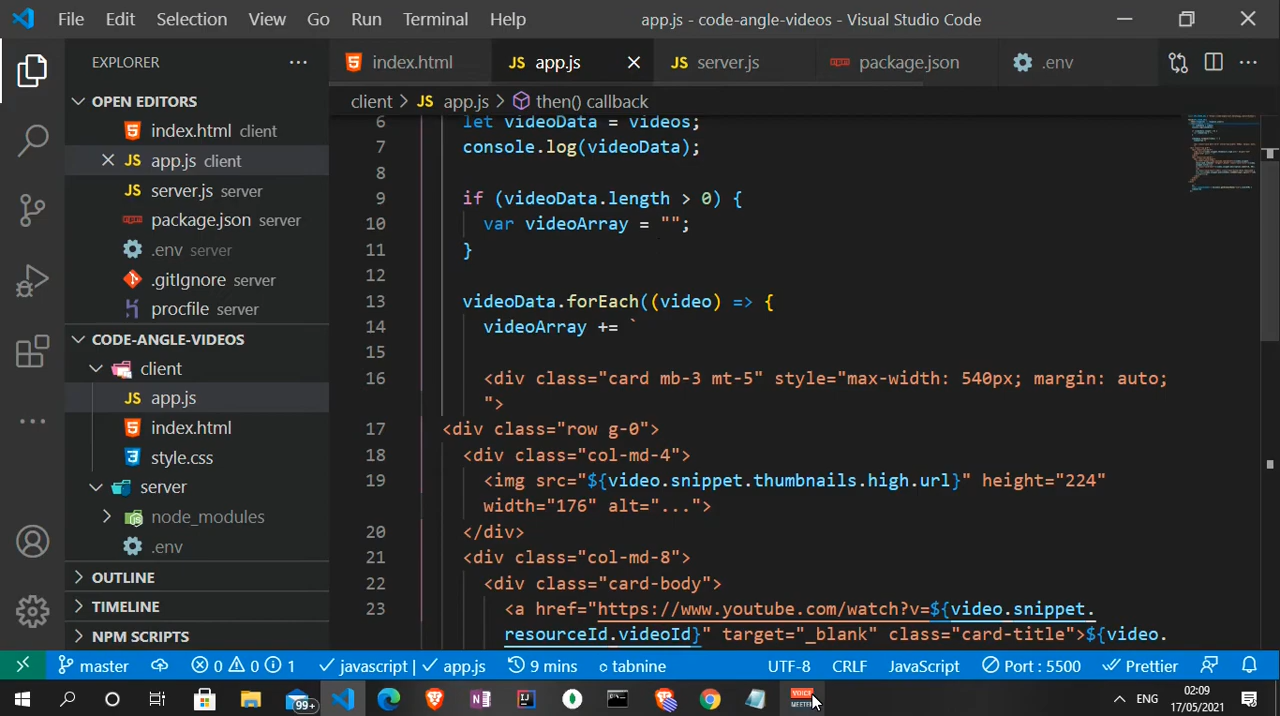 File Edit Selection View Go Run Terminal Help app.js - code-angle-videos - Visual Studio Code
EXPLORER
index.html
JS app.js
JS server.js
package.json
.env
OPEN EDITORS
index.html client
JS app.js client
JS server.js server
package.json server
.env server
.gitIgnore server
procfile server
CODE-ANGLE-VIDEOS
client
JS app.js
index.html
style.css
server
node_modules
.env
OUTLINE
TIMELINE
NPM SCRIPTS
client > JS app.js > then() callback
6 let videoData = videos;
7 console.log(videoData);
8
9 if (videoData.length > 0) {
10 var videoArray = "";
11 }
12
13 videoData.forEach((video) => {
14 videoArray += `
15
16 <div class="card mb-3 mt-5" style="max-width: 540px; margin: auto;
">
17 <div class="row g-0">
18 <div class="col-md-4">
19 <img src="${video.snippet.thumbnails.high.url}" height="224"
width="176" alt="...">
20 </div>
21 <div class="col-md-8">
22 <div class="card-body">
23 <a href="https://www.youtube.com/watch?v=${video.snippet.
resourceId.videoId}" target="_blank" class="card-title">${video.
master 0 0 1 javascript | app.js 9 mins tabnine UTF-8 CRLF JavaScript Port : 5500 Prettier
99+
VOICE
MEETER
ENG
02:09
17/05/2021